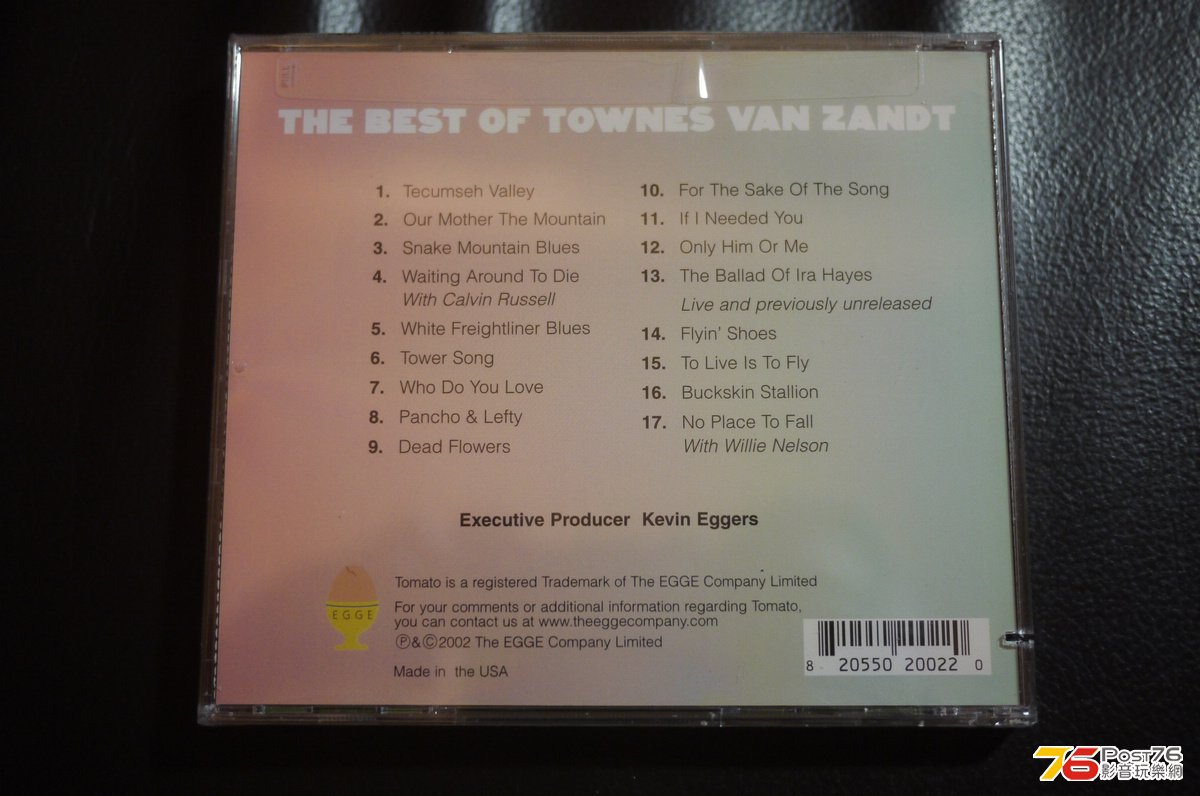 PULL
THE BEST OF TOWNES VAN ZANDT
1. Tecumseh Valley
2. Our Mother The Mountain
3. Snake Mountain Blues
4. Waiting Around To Die
With Calvin Russell
5. White Freightliner Blues
6. Tower Song
7. Who Do You Love
8. Pancho & Lefty
9. Dead Flowers
10. For The Sake Of The Song
11. If I Needed You
12. Only Him Or Me
13. The Ballad Of Ira Hayes
Live and previously unreleased
14. Flyin' Shoes
15. To Live Is To Fly
16. Buckskin Stallion
17. No Place To Fall
With Willie Nelson
Executive Producer Kevin Eggers
EGGE
Tomato is a registered Trademark of The EGGE Company Limited
For your comments or additional information regarding Tomato,
you can contact us at www.theeggecompany.com
℗&©2002 The EGGE Company Limited
Made in the USA
8 20550 20022 0
76 Post76
影音玩樂網